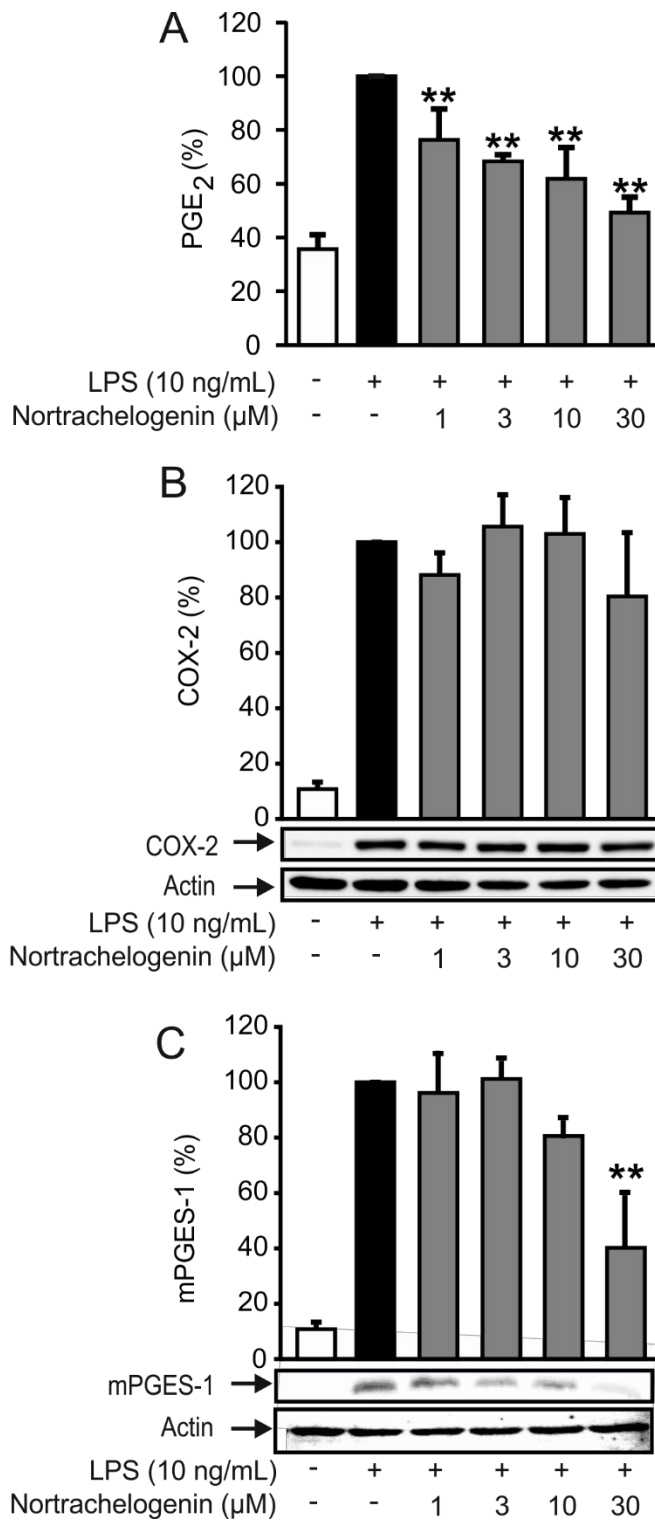 A
PGE2 (%)
120
100
80
60
40
20
0
** ** ** **
LPS (10 ng/mL) - + + + + +
Nortrachelogenin (µM) - - 1 3 10 30
B
COX-2 (%)
120
100
80
60
40
20
0
COX-2
Actin
LPS (10 ng/mL) - + + + + +
Nortrachelogenin (µM) - - 1 3 10 30
C
mPGES-1 (%)
120
100
80
60
40
20
0
**
mPGES-1
Actin
LPS (10 ng/mL) - + + + + +
Nortrachelogenin (µM) - - 1 3 10 30